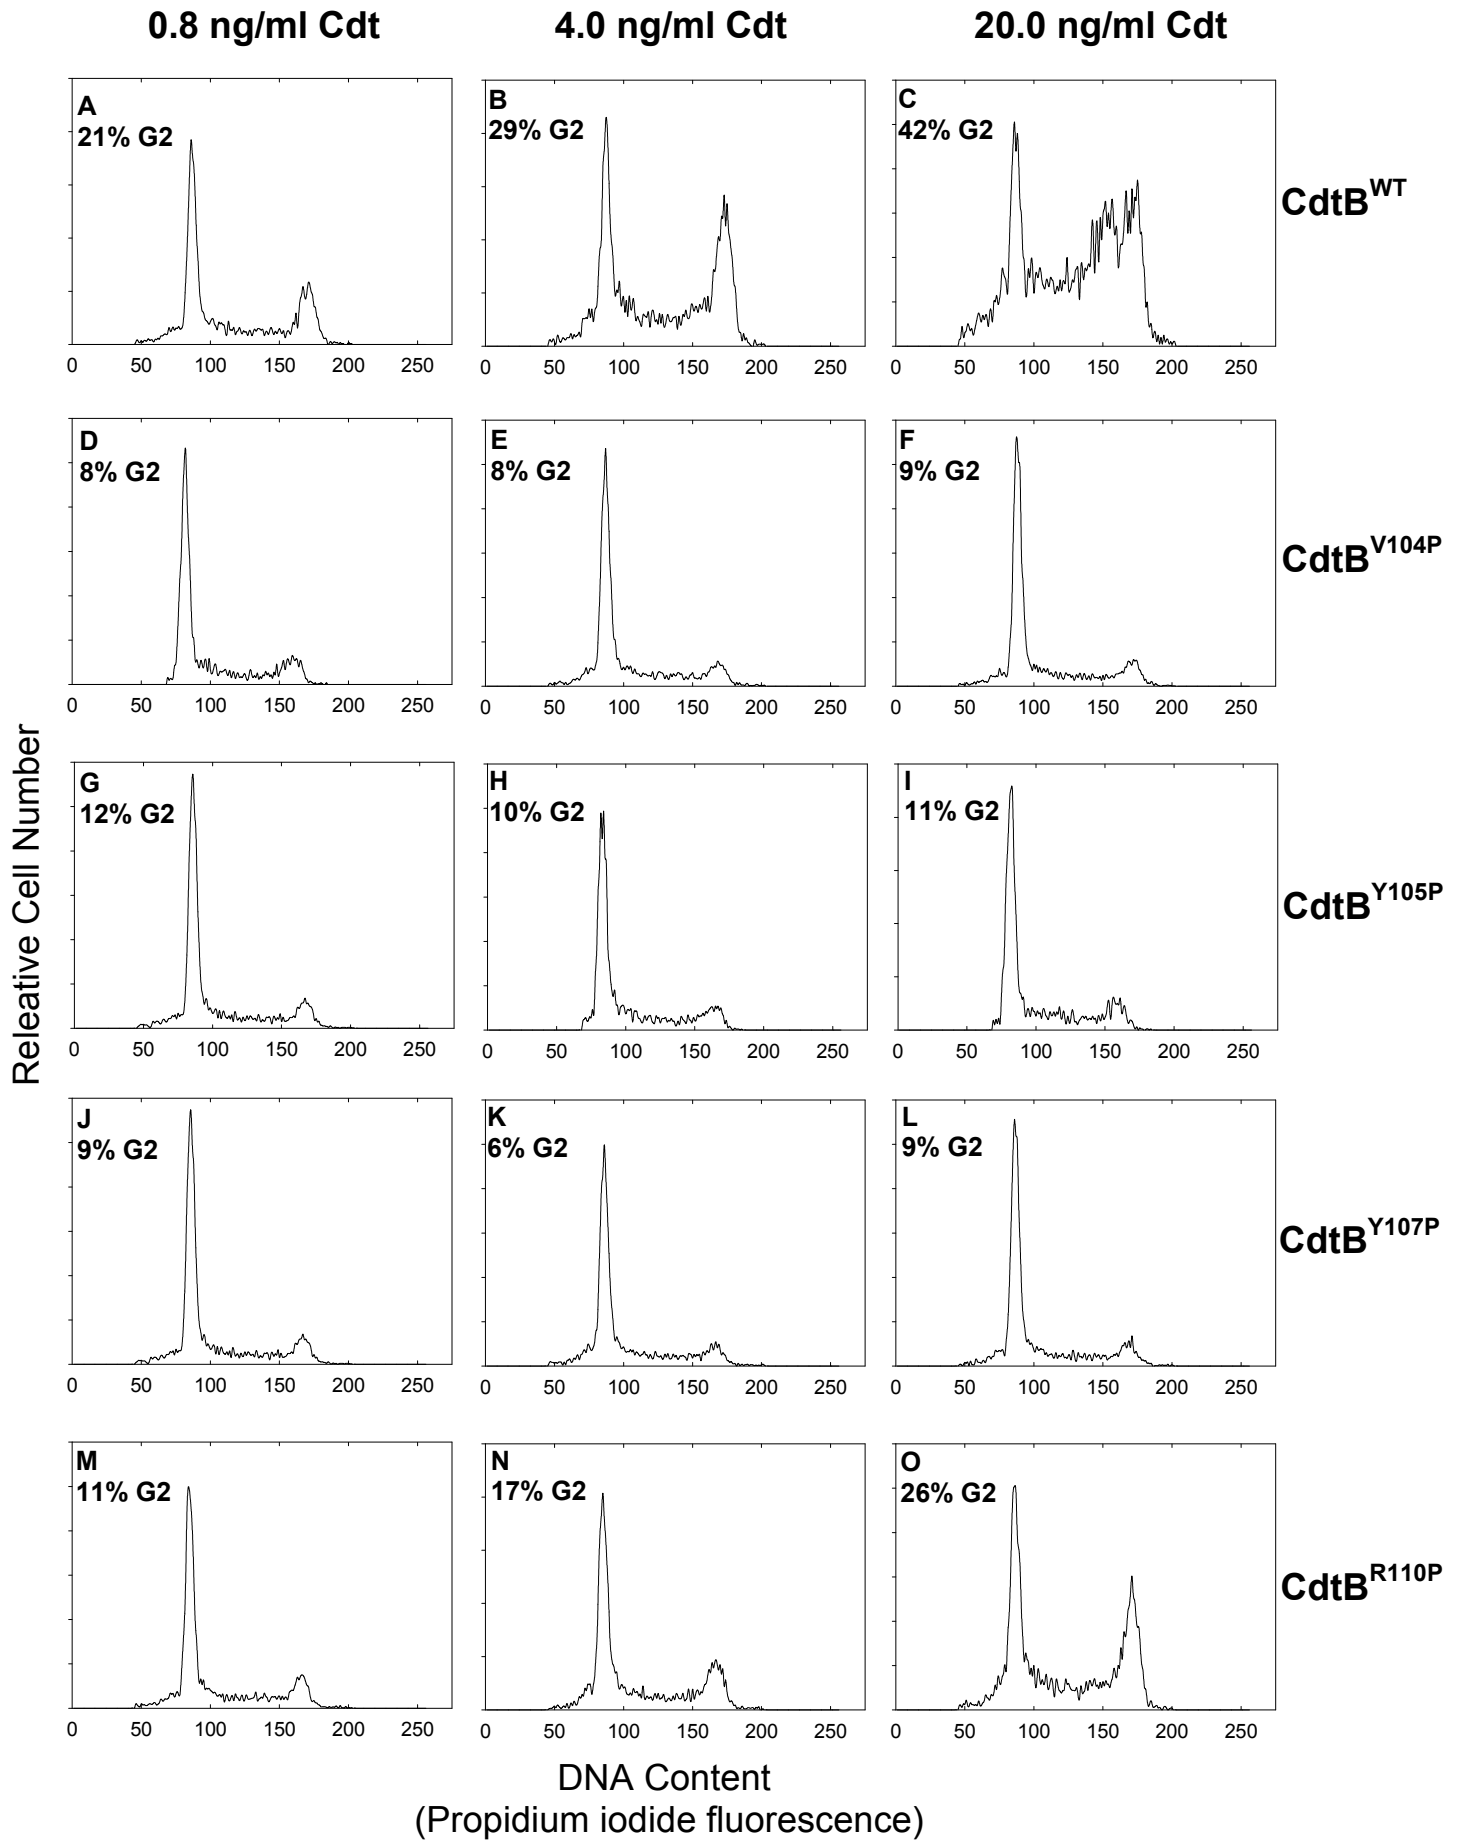 0.8 ng/ml Cdt 4.0 ng/ml Cdt 20.0 ng/ml Cdt
A B C
21% G2 29% G2 42% G2
CdtB^WT
0 50 100 150 200 250 0 50 100 150 200 250 0 50 100 150 200 250
D E F
8% G2 8% G2 9% G2
CdtB^V104P
0 50 100 150 200 250 0 50 100 150 200 250 0 50 100 150 200 250
Releative Cell Number
G H I
12% G2 10% G2 11% G2
CdtB^Y105P
0 50 100 150 200 250 0 50 100 150 200 250 0 50 100 150 200 250
J K L
9% G2 6% G2 9% G2
CdtB^Y107P
0 50 100 150 200 250 0 50 100 150 200 250 0 50 100 150 200 250
M N O
11% G2 17% G2 26% G2
CdtB^R110P
0 50 100 150 200 250 0 50 100 150 200 250 0 50 100 150 200 250
DNA Content
(Propidium iodide fluorescence)